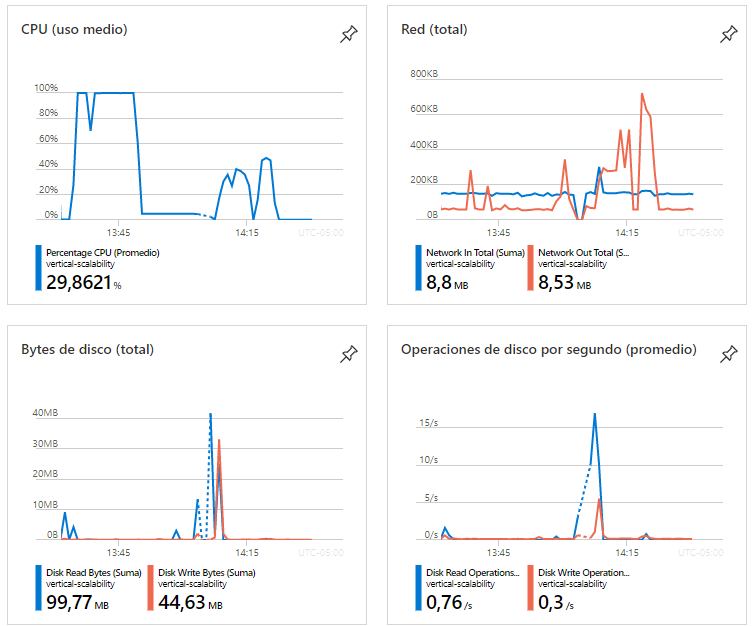 CPU (uso medio)
100%
80%
60%
40%
20%
0%
13:45
14:15
UTC-05:00
Percentage CPU (Promedio)
vertical-scalability
29,8621 %
Red (total)
800KB
600KB
400KB
200KB
0B
13:45
14:15
UTC-05:00
Network In Total (Suma)
vertical-scalability
8,8 MB
Network Out Total (S...
vertical-scalability
8,53 MB
Bytes de disco (total)
40MB
30MB
20MB
10MB
0B
13:45
14:15
UTC-05:00
Disk Read Bytes (Suma)
vertical-scalability
99,77 MB
Disk Write Bytes (Suma)
vertical-scalability
44,63 MB
Operaciones de disco por segundo (promedio)
15/s
10/s
5/s
0/s
13:45
14:15
UTC-05:00
Disk Read Operations...
vertical-scalability
0,76 /s
Disk Write Operation...
vertical-scalability
0,3 /s